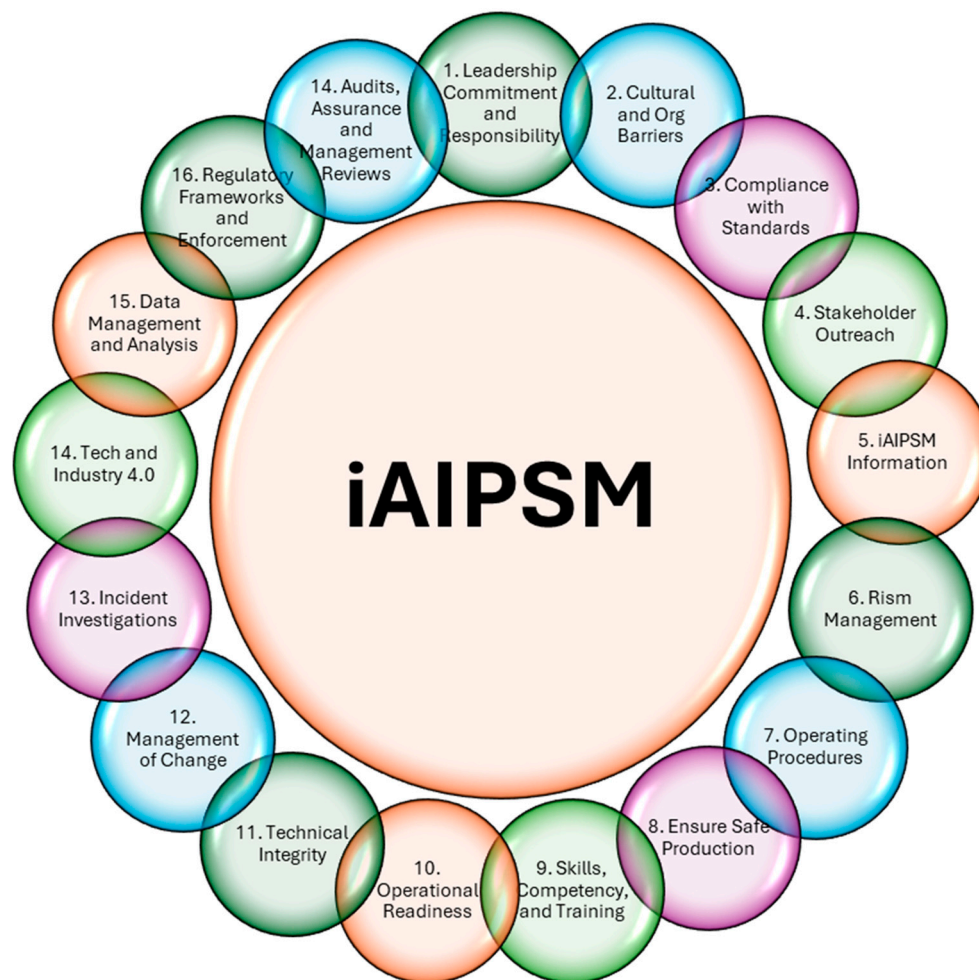 1. Leadership
Commitment
and
Responsibility
2. Cultural
and Org
Barriers
3. Compliance
with
Standards
4. Stakeholder
Outreach
5. iAIPSM
Information
6. Rism
Management
7. Operating
Procedures
8. Ensure Safe
Production
9. Skills,
Competency,
and Training
10.
Operational
Readiness
11. Technical
Integrity
12.
Management
of Change
13. Incident
Investigations
14. Tech and
Industry 4.0
15. Data
Management
and Analysis
16. Regulatory
Frameworks
and
Enforcement
14. Audits,
Assurance
and
Management
Reviews
iAIPSM